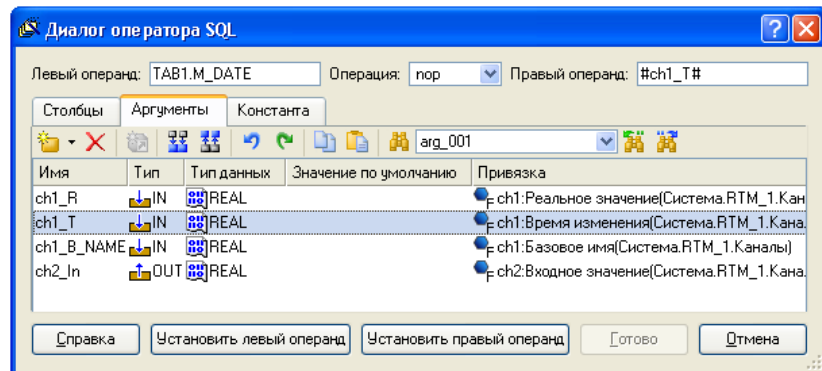 Диалог оператора SQL
Левый операнд: TAB1.M_DATE Операция: nop Правый операнд: #ch1_T#
Столбцы Аргументы Константа
arg_001
Имя Тип Тип данных Значение по умолчанию Привязка
ch1_R IN REAL ch1:Реальное значение(Система.RTM_1.Кан
ch1_T IN REAL ch1:Время изменения(Система.RTM_1.Кана.
ch1_B_NAME IN REAL ch1:Базовое имя(Система.RTM_1.Каналы)
ch2_In OUT REAL ch2:Входное значение(Система.RTM_1.Кана.
Справка Установить левый операнд Установить правый операнд Готово Отмена